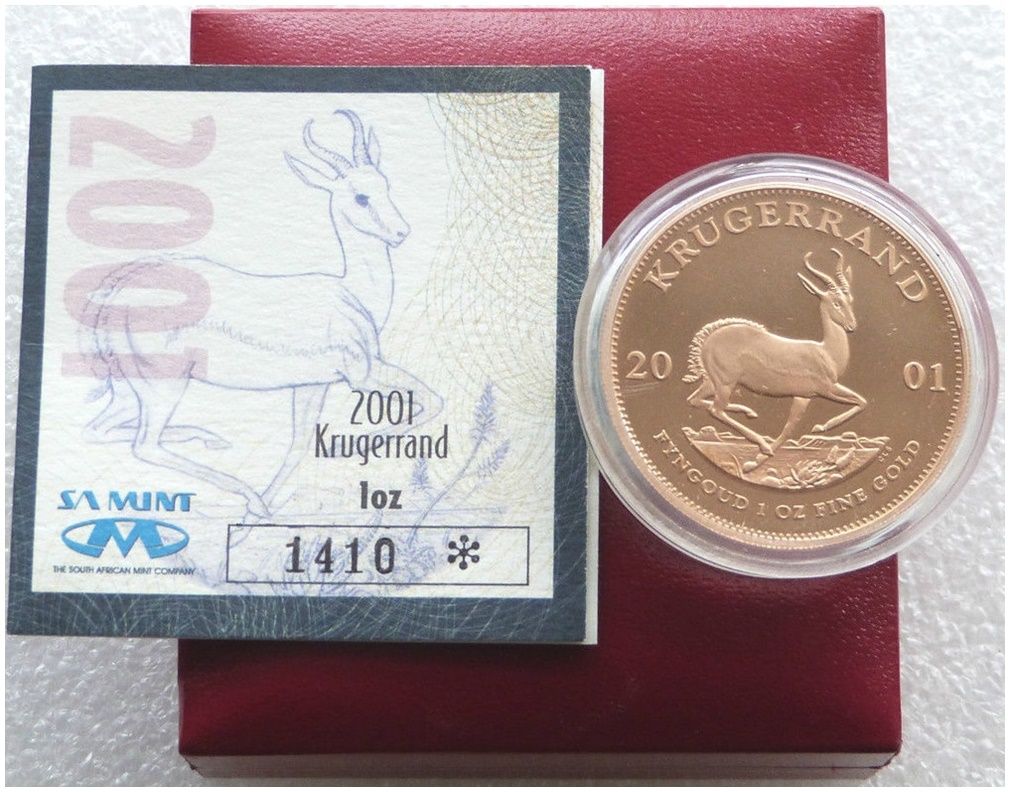 2001
2001
Krugerrand
1oz
SA MINT
THE SOUTH AFRICAN MINT COMPANY
1410 *
KRUGERRAND
20 01
FYNGOUD 1 OZ FINE GOLD